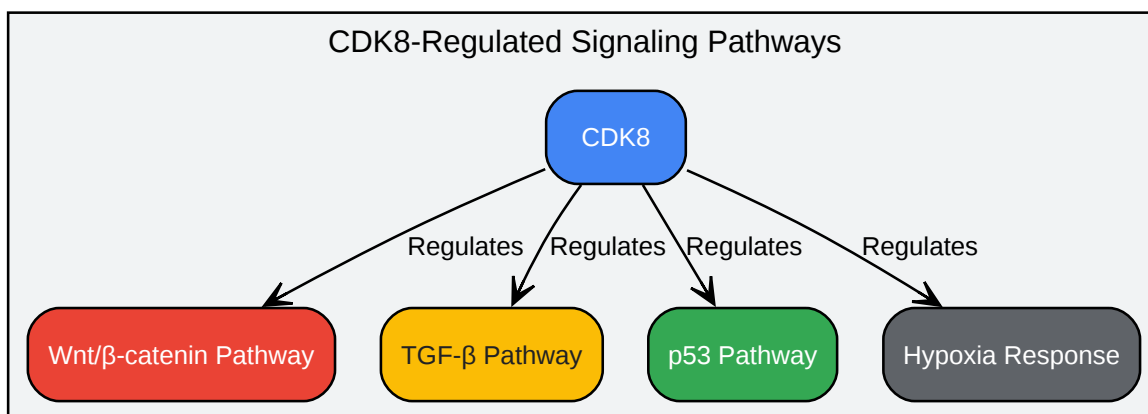 CDK8-Regulated Signaling Pathways
CDK8
Regulates
Regulates
Regulates
Regulates
Wnt/β-catenin Pathway
TGF-β Pathway
p53 Pathway
Hypoxia Response